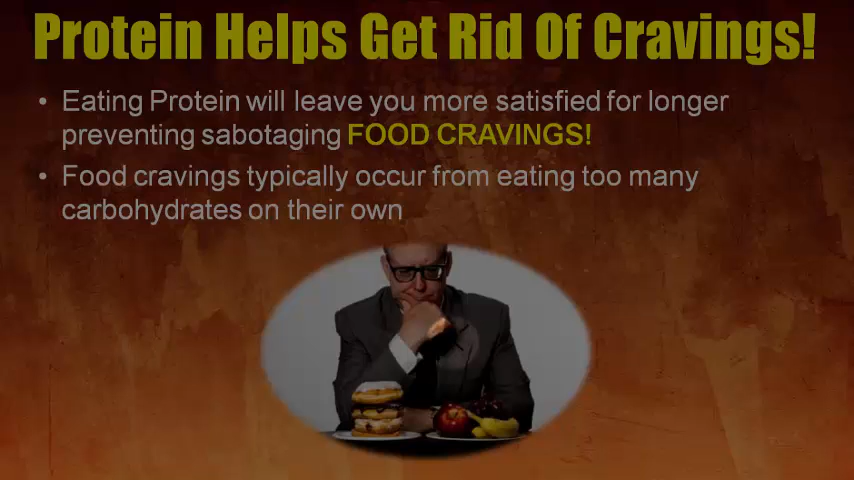 Protein Helps Get Rid Of Cravings!
• Eating Protein will leave you more satisfied for longer
preventing sabotaging FOOD CRAVINGS!
• Food cravings typically occur from eating too many
carbohydrates on their own